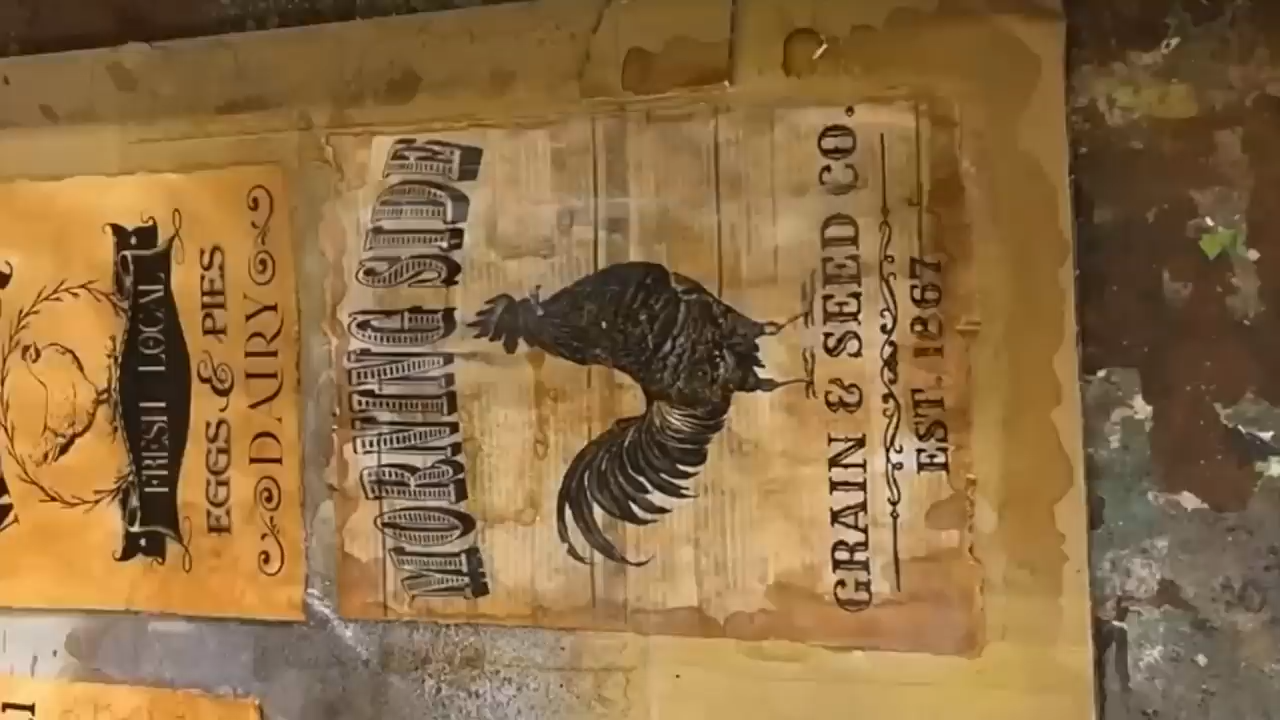 MORNING SIDE
GRAIN & SEED CO.
EST. 1867
FRESH LOCAL
EGGS & PIES
DAIRY